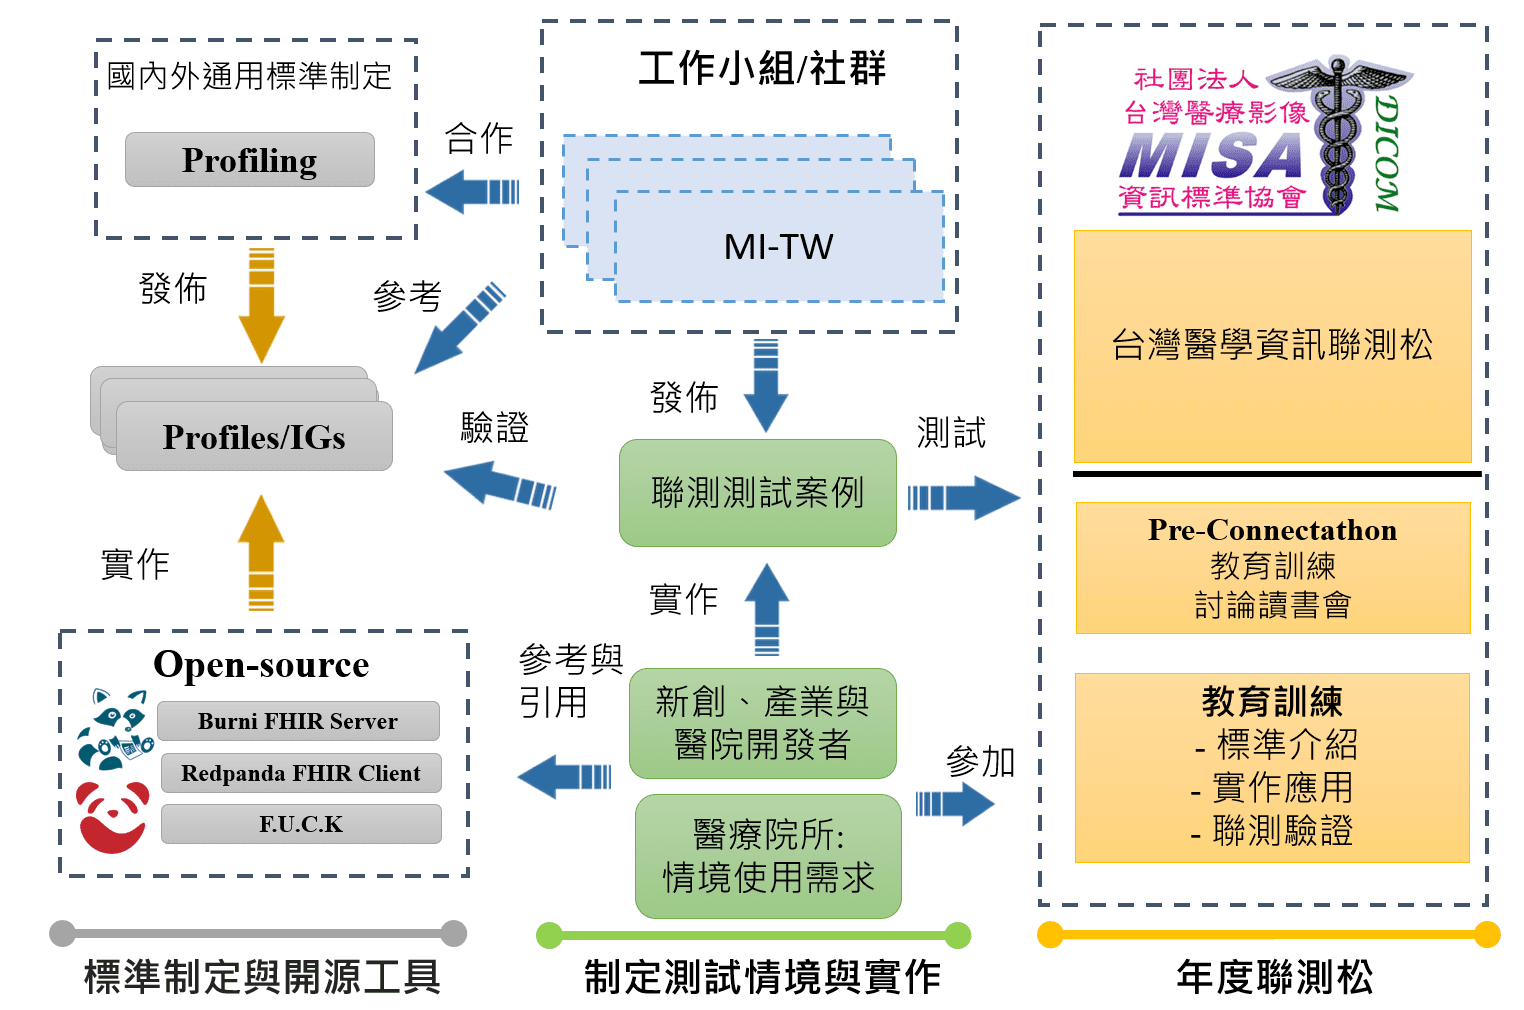 國內外通用標準制定
Profiling
發佈
合作
參考
Profiles/IGs
驗證
實作
Open-source
Burni FHIR Server
Redpanda FHIR Client
F.U.C.K
標準制定與開源工具
工作小組/社群
MI-TW
發佈
聯測測試案例
測試
實作
參考與
引用
新創、產業與
醫院開發者
參加
醫療院所:
情境使用需求
制定測試情境與實作
社團法人
台灣醫療影像
MISA
資訊標準協會
DICOM
台灣醫學資訊聯測松
Pre-Connectathon
教育訓練
討論讀書會
教育訓練
- 標準介紹
- 實作應用
- 聯測驗證
年度聯測松